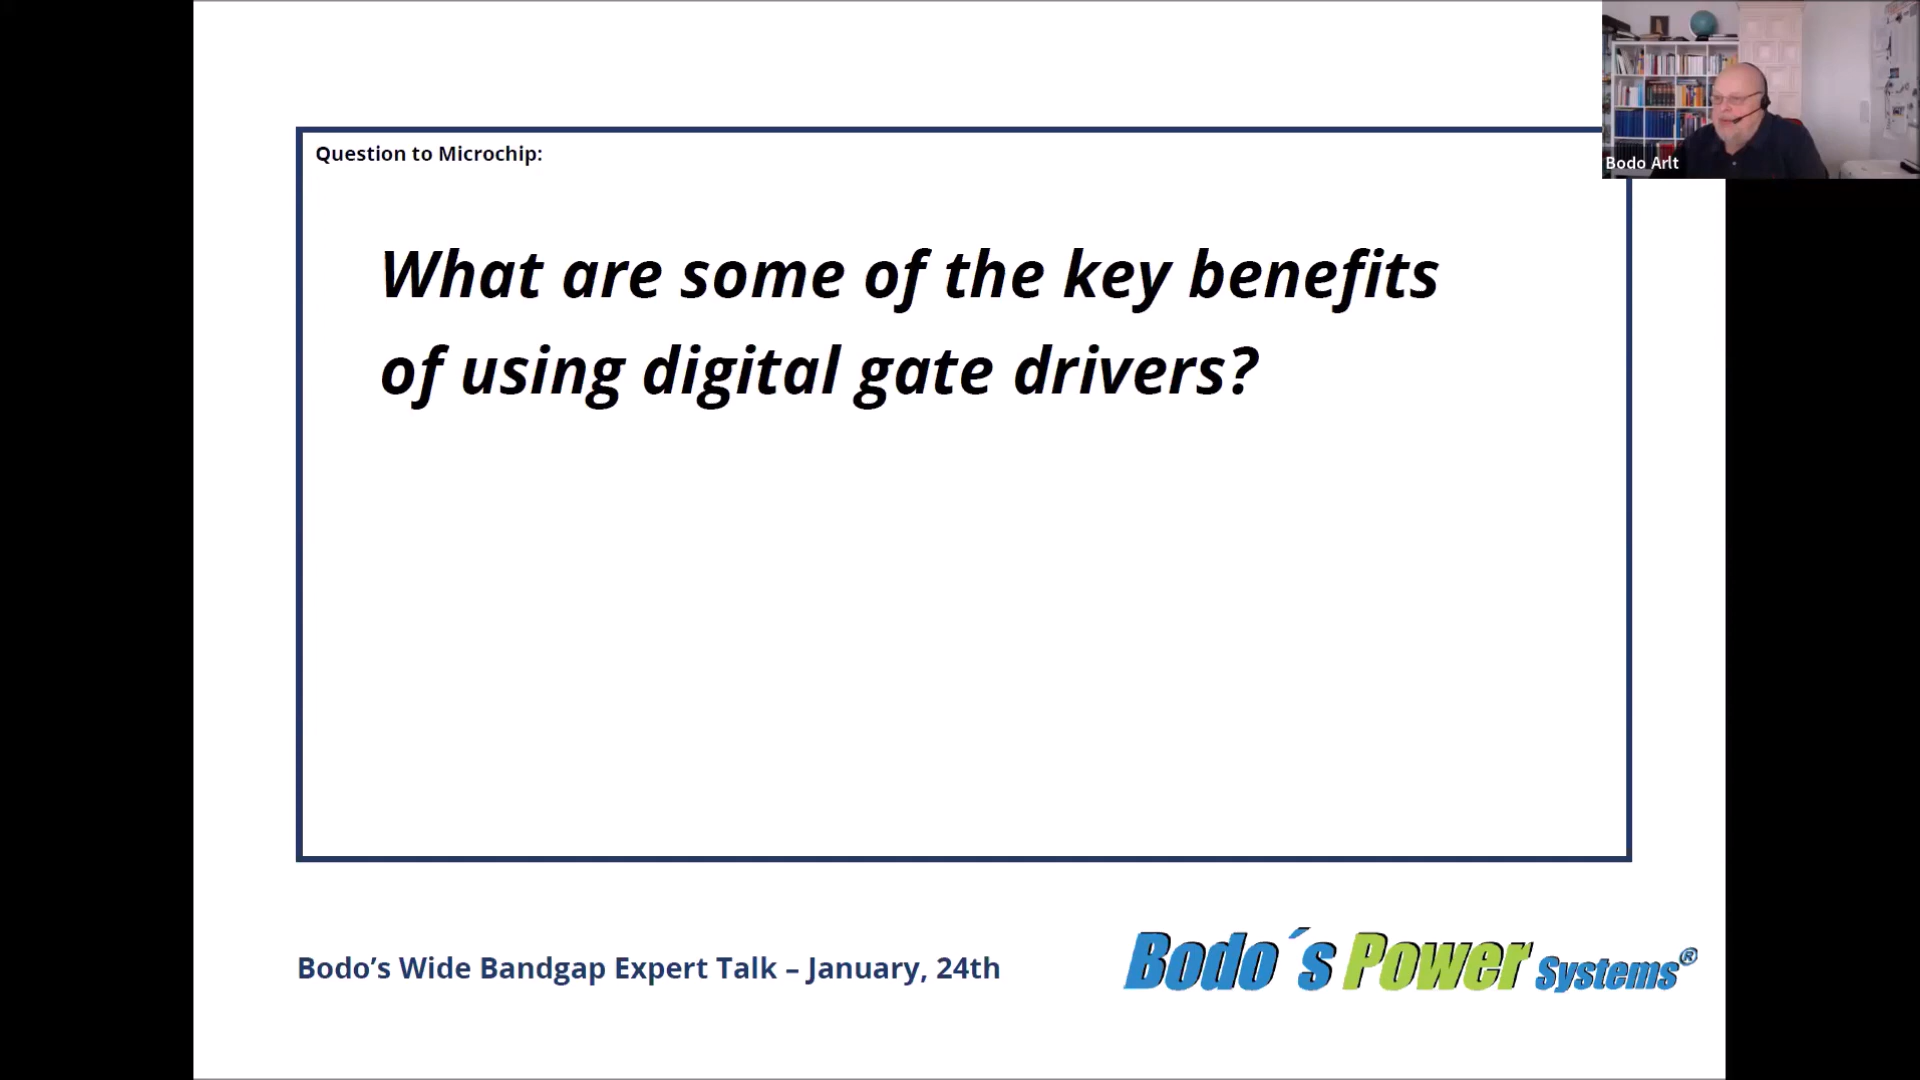 Question to Microchip:
What are some of the key benefits
of using digital gate drivers?
Bodo Arlt
Bodo’s Wide Bandgap Expert Talk – January, 24th
Bodo´s Power Systems®